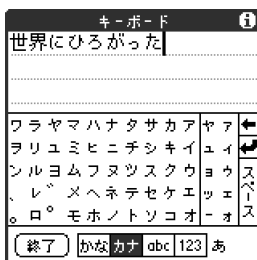 キーボード
世界にひろがった
ワラヤマハナタサカアャァ
ヲリユミヒニチシキイュィ
ンルヨムフヌツスクウョゥ
、レ゛メヘネテセケエッェ
。ロ゜モホノトソコオーォ
スペース
終了 かな カナ abc 123 あ